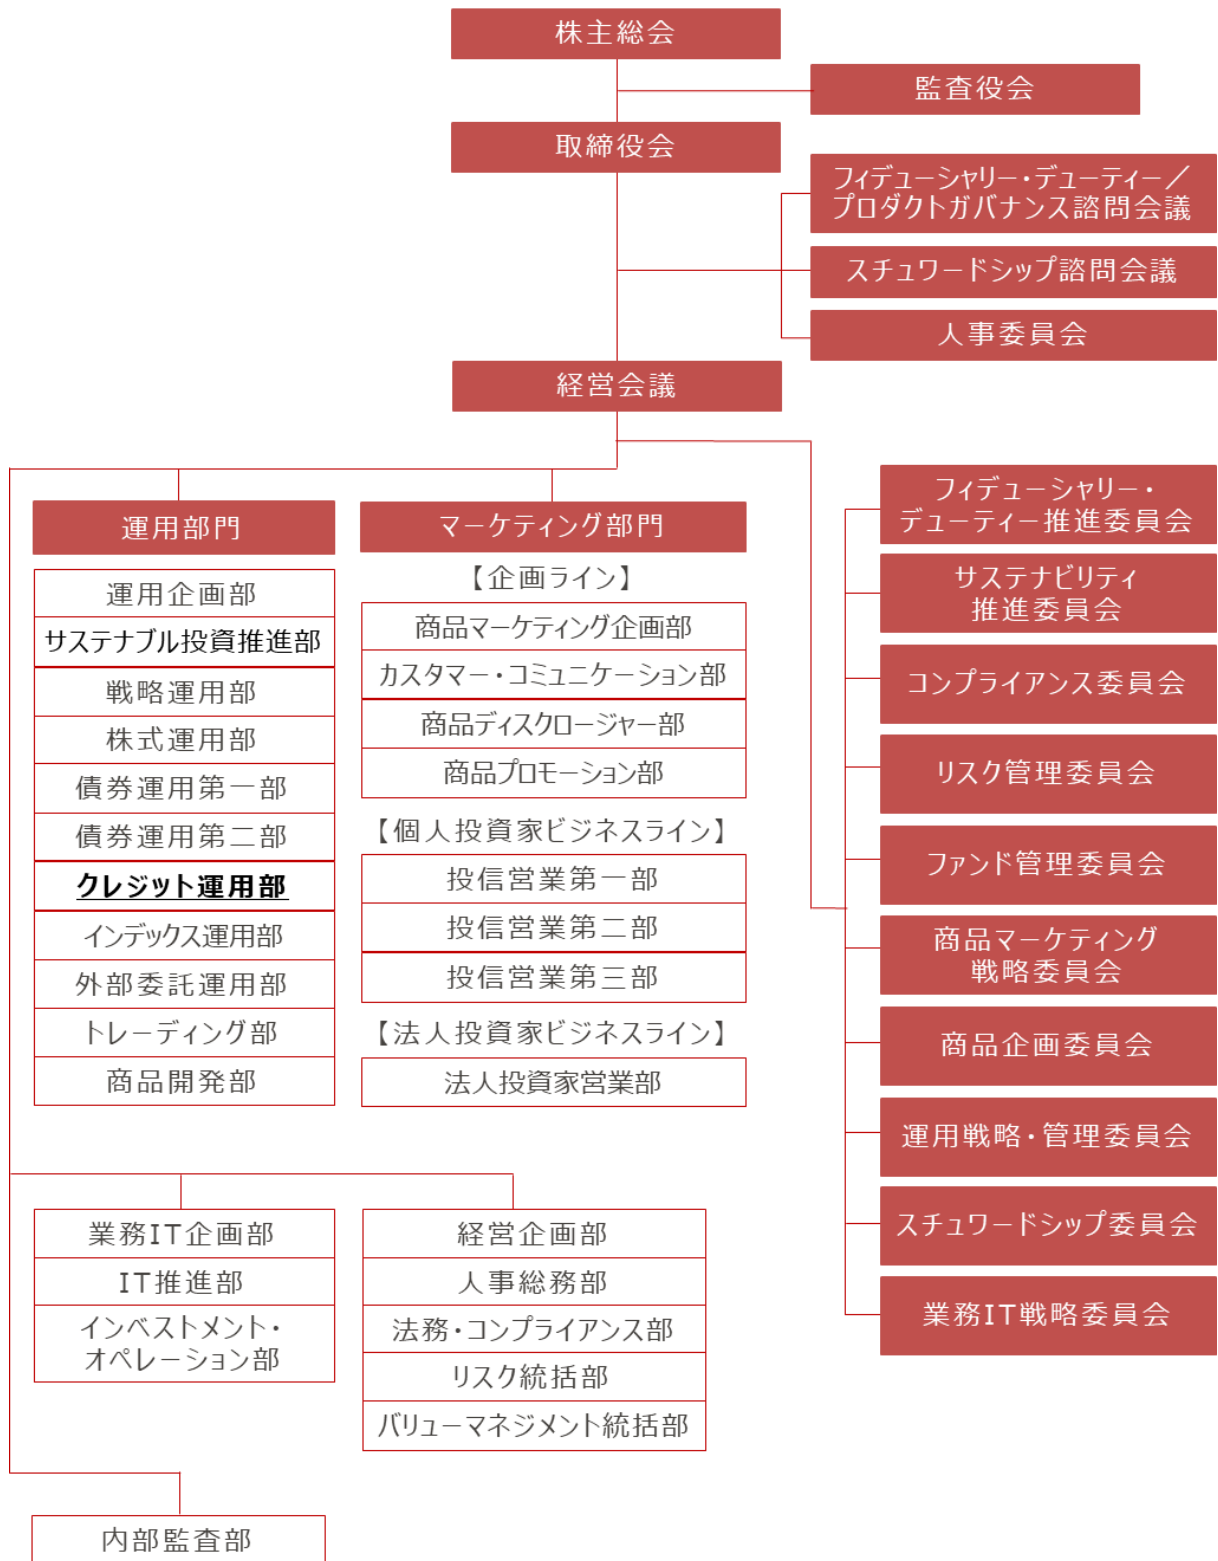 株主総会
監査役会
取締役会
フィデューシャリー・デューティー／
プロダクトガバナンス諮問会議
スチュワードシップ諮問会議
人事委員会
経営会議
運用部門
運用企画部
サステナブル投資推進部
戦略運用部
株式運用部
債券運用第一部
債券運用第二部
クレジット運用部
インデックス運用部
外部委託運用部
トレーディング部
商品開発部
マーケティング部門
【企画ライン】
商品マーケティング企画部
カスタマー・コミュニケーション部
商品ディスクロージャー部
商品プロモーション部
【個人投資家ビジネスライン】
投信営業第一部
投信営業第二部
投信営業第三部
【法人投資家ビジネスライン】
法人投資家営業部
フィデューシャリー・
デューティー推進委員会
サステナビリティ
推進委員会
コンプライアンス委員会
リスク管理委員会
ファンド管理委員会
商品マーケティング
戦略委員会
商品企画委員会
運用戦略・管理委員会
スチュワードシップ委員会
業務IT戦略委員会
業務IT企画部
IT推進部
インベストメント・
オペレーション部
経営企画部
人事総務部
法務・コンプライアンス部
リスク統括部
バリューマネジメント統括部
内部監査部